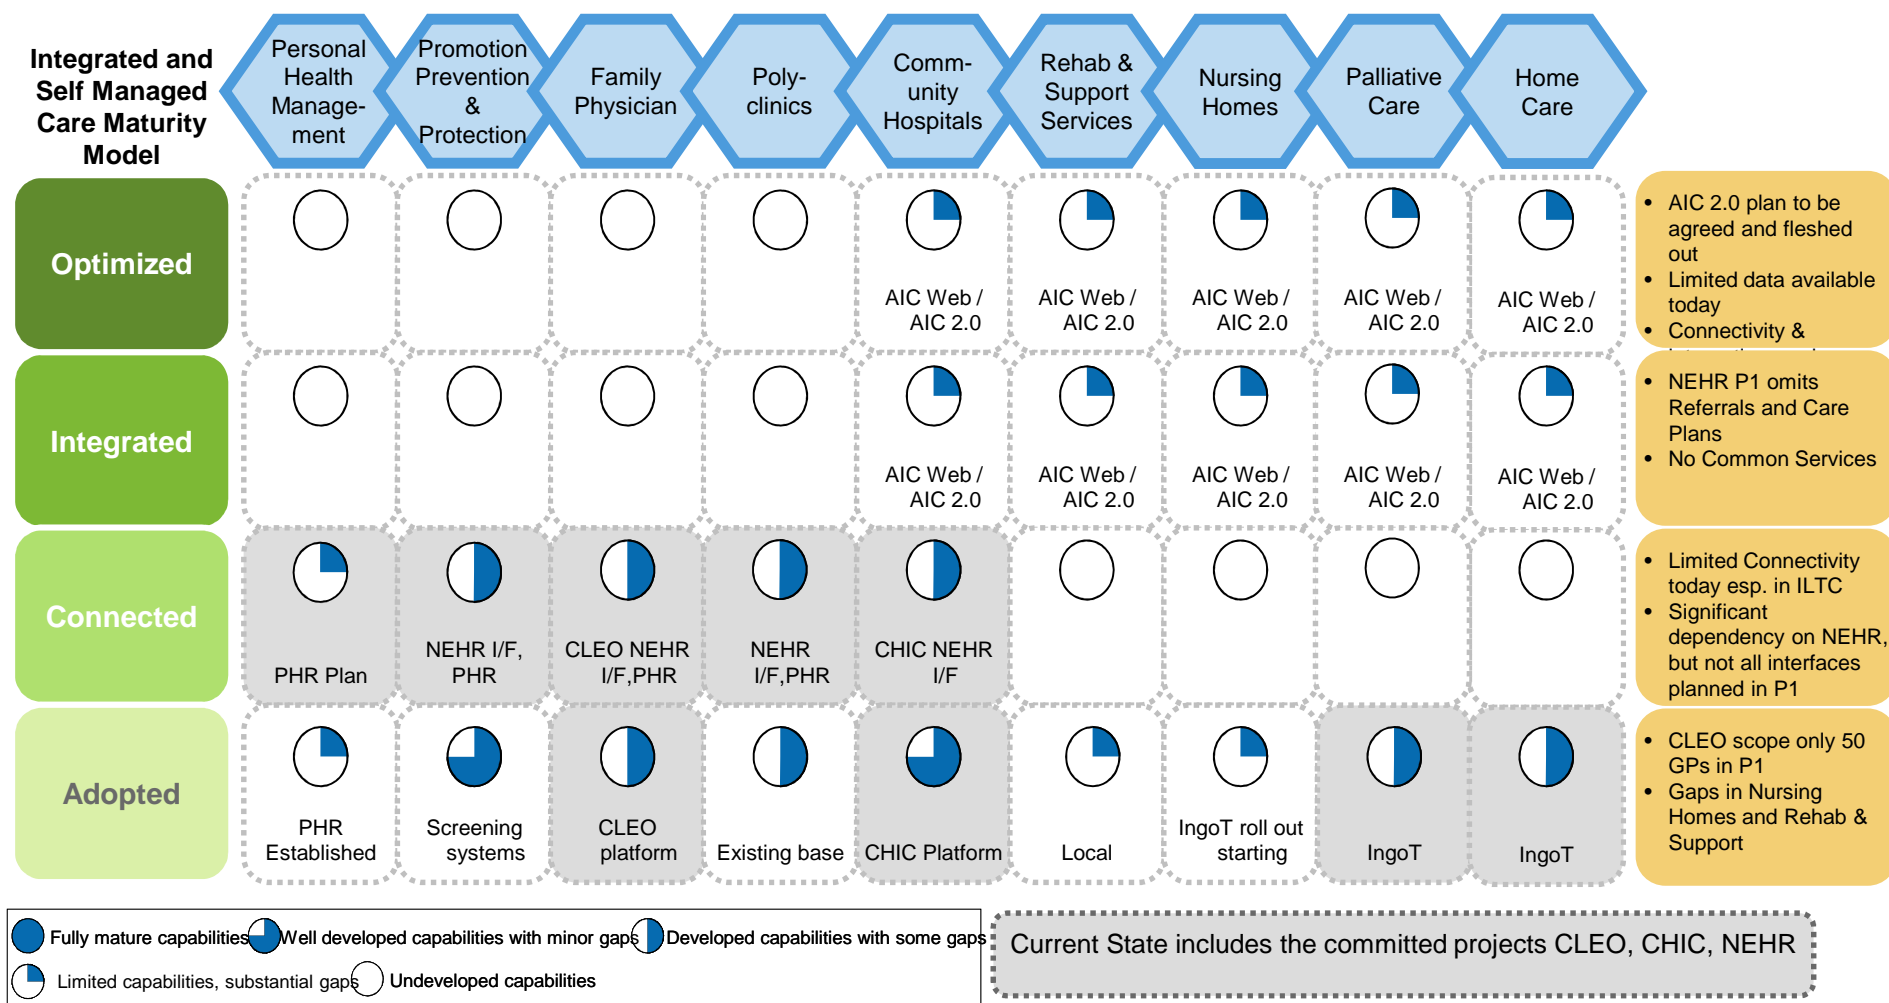 Integrated and
Self Managed
Care Maturity
Model
Personal
Health
Manage-
ment
Promotion
Prevention
&
Protection
Family
Physician
Poly-
clinics
Comm-
unity
Hospitals
Rehab &
Support
Services
Nursing
Homes
Palliative
Care
Home
Care
Optimized
AIC Web /
AIC 2.0
AIC Web /
AIC 2.0
AIC Web /
AIC 2.0
AIC Web /
AIC 2.0
AIC Web /
AIC 2.0
• AIC 2.0 plan to be
agreed and fleshed
out
• Limited data available
today
• Connectivity &
Integrated
AIC Web /
AIC 2.0
AIC Web /
AIC 2.0
AIC Web /
AIC 2.0
AIC Web /
AIC 2.0
AIC Web /
AIC 2.0
• NEHR P1 omits
Referrals and Care
Plans
• No Common Services
Connected
PHR Plan
NEHR I/F,
PHR
CLEO NEHR
I/F,PHR
NEHR
I/F,PHR
CHIC NEHR
I/F
• Limited Connectivity
today esp. in ILTC
• Significant
dependency on NEHR,
but not all interfaces
planned in P1
Adopted
PHR
Established
Screening
systems
CLEO
platform
Existing base
CHIC Platform
Local
IngoT roll out
starting
IngoT
IngoT
• CLEO scope only 50
GPs in P1
• Gaps in Nursing
Homes and Rehab &
Support
Fully mature capabilities
Well developed capabilities with minor gaps
Developed capabilities with some gaps
Limited capabilities, substantial gaps
Undeveloped capabilities
Current State includes the committed projects CLEO, CHIC, NEHR